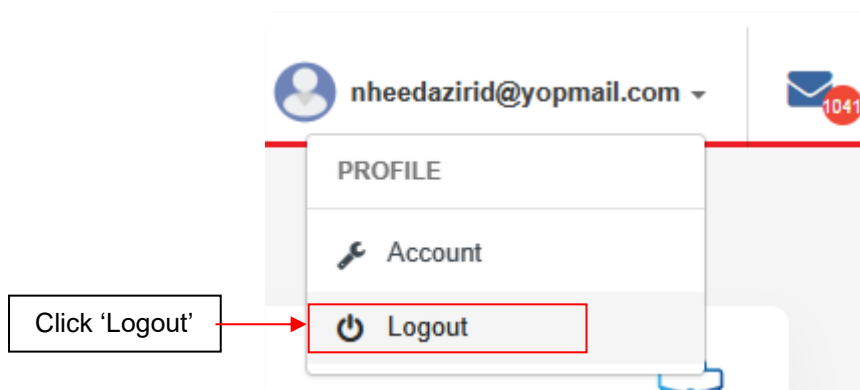 nheedazirid@yopmail.com
1041
PROFILE
Account
Click ‘Logout’
Logout